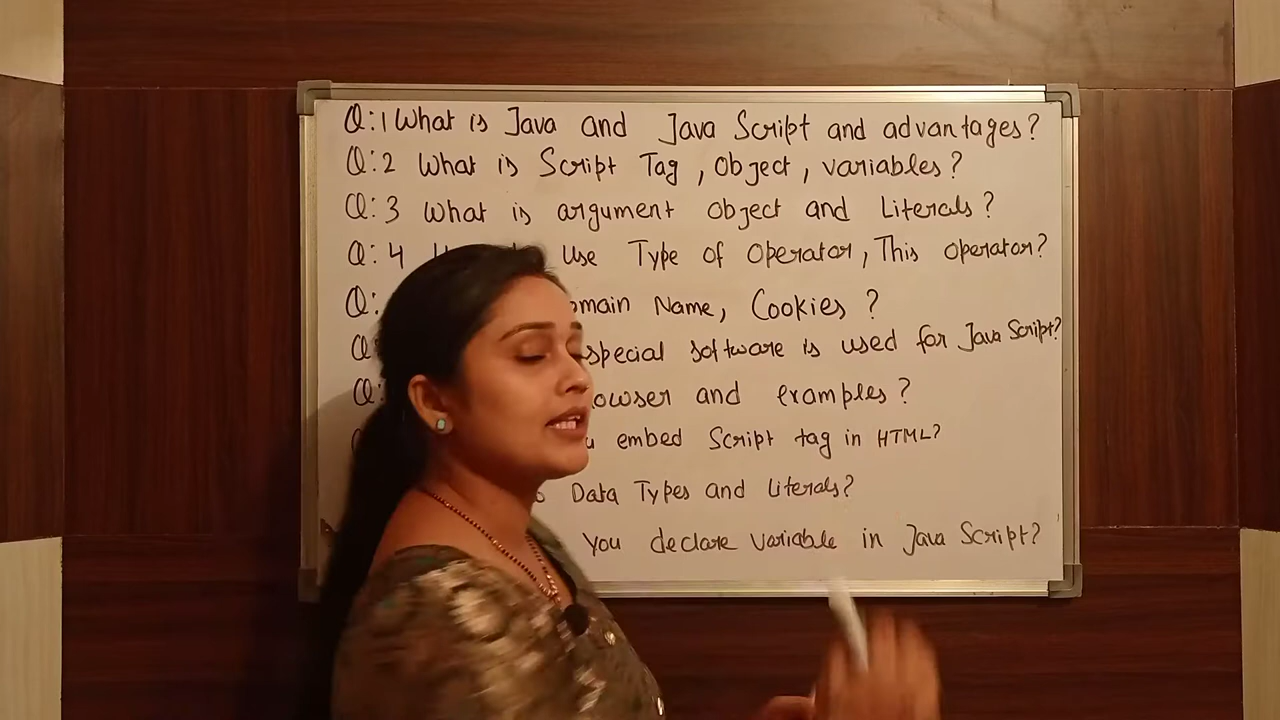 Q:1 What is Java and Java Script and advantages?
Q:2 What is Script Tag, Object, variables?
Q:3 What is argument object and Literals?
Q:4 use Type of Operator, This operator?
Q: Name, Cookies?
Q special software is used for Java Script?
Q: and examples?
embed Script tag in HTML?
Data Types and Literals?
You declare variable in Java Script?